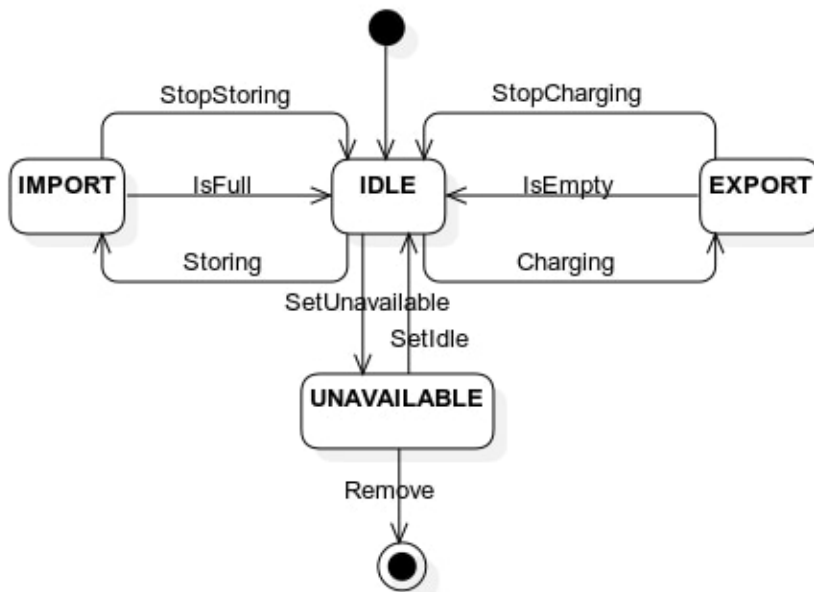 StopStoring
StopCharging
IMPORT
IsFull
IDLE
IsEmpty
EXPORT
Storing
Charging
SetUnavailable
SetIdle
UNAVAILABLE
Remove